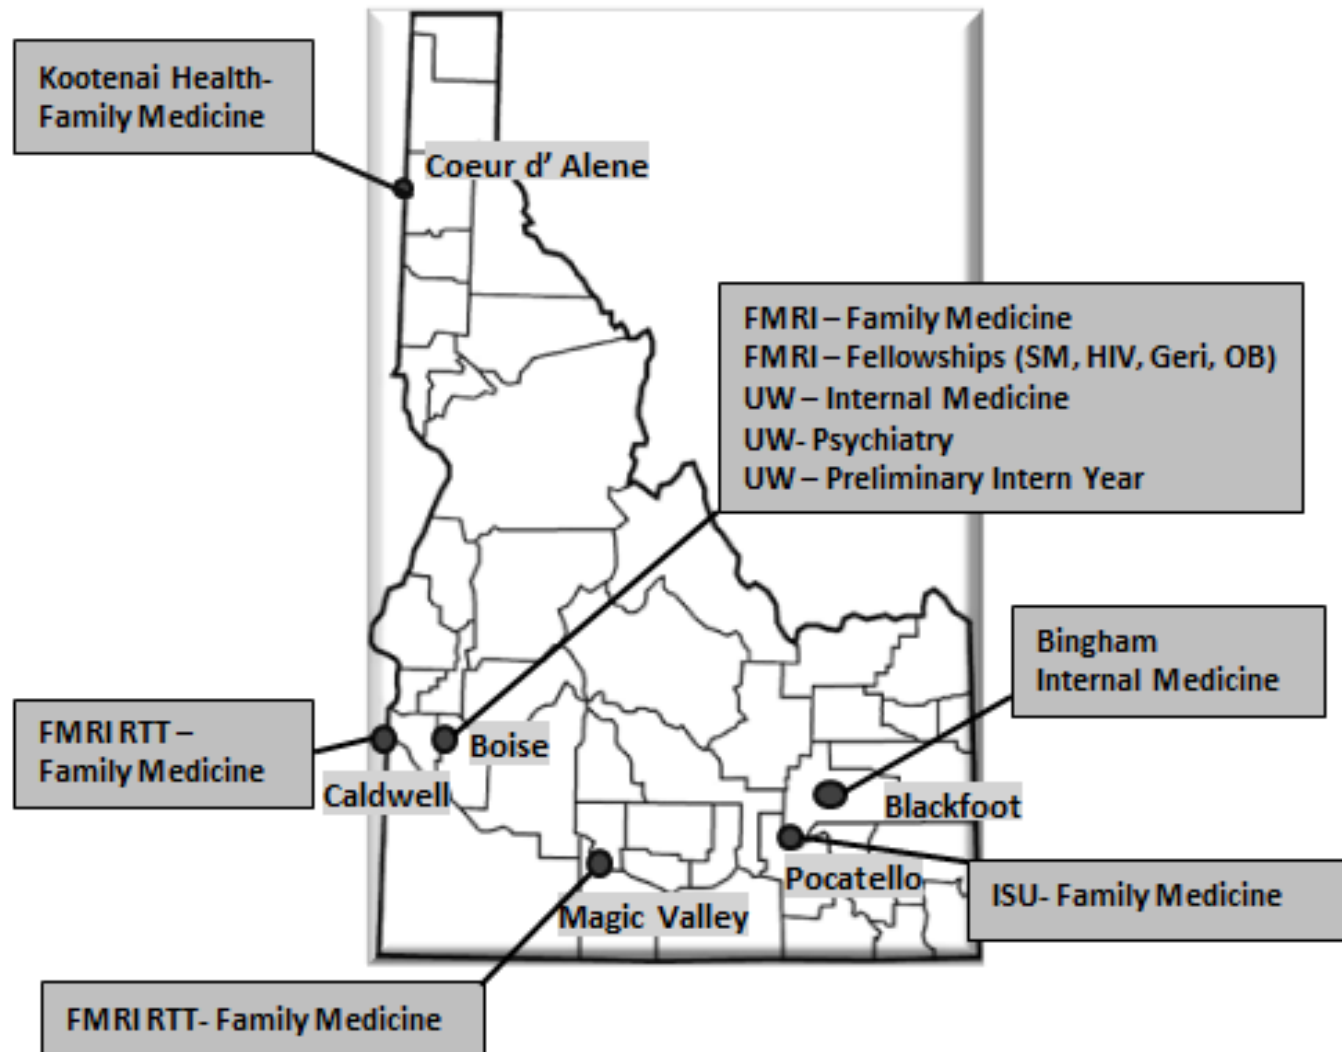 Kootenai Health-
Family Medicine
Coeur d’ Alene
FMRI – Family Medicine
FMRI – Fellowships (SM, HIV, Geri, OB)
UW – Internal Medicine
UW- Psychiatry
UW – Preliminary Intern Year
Bingham
Internal Medicine
FMRI RTT –
Family Medicine
Boise
Caldwell
Blackfoot
Pocatello
ISU- Family Medicine
Magic Valley
FMRI RTT- Family Medicine